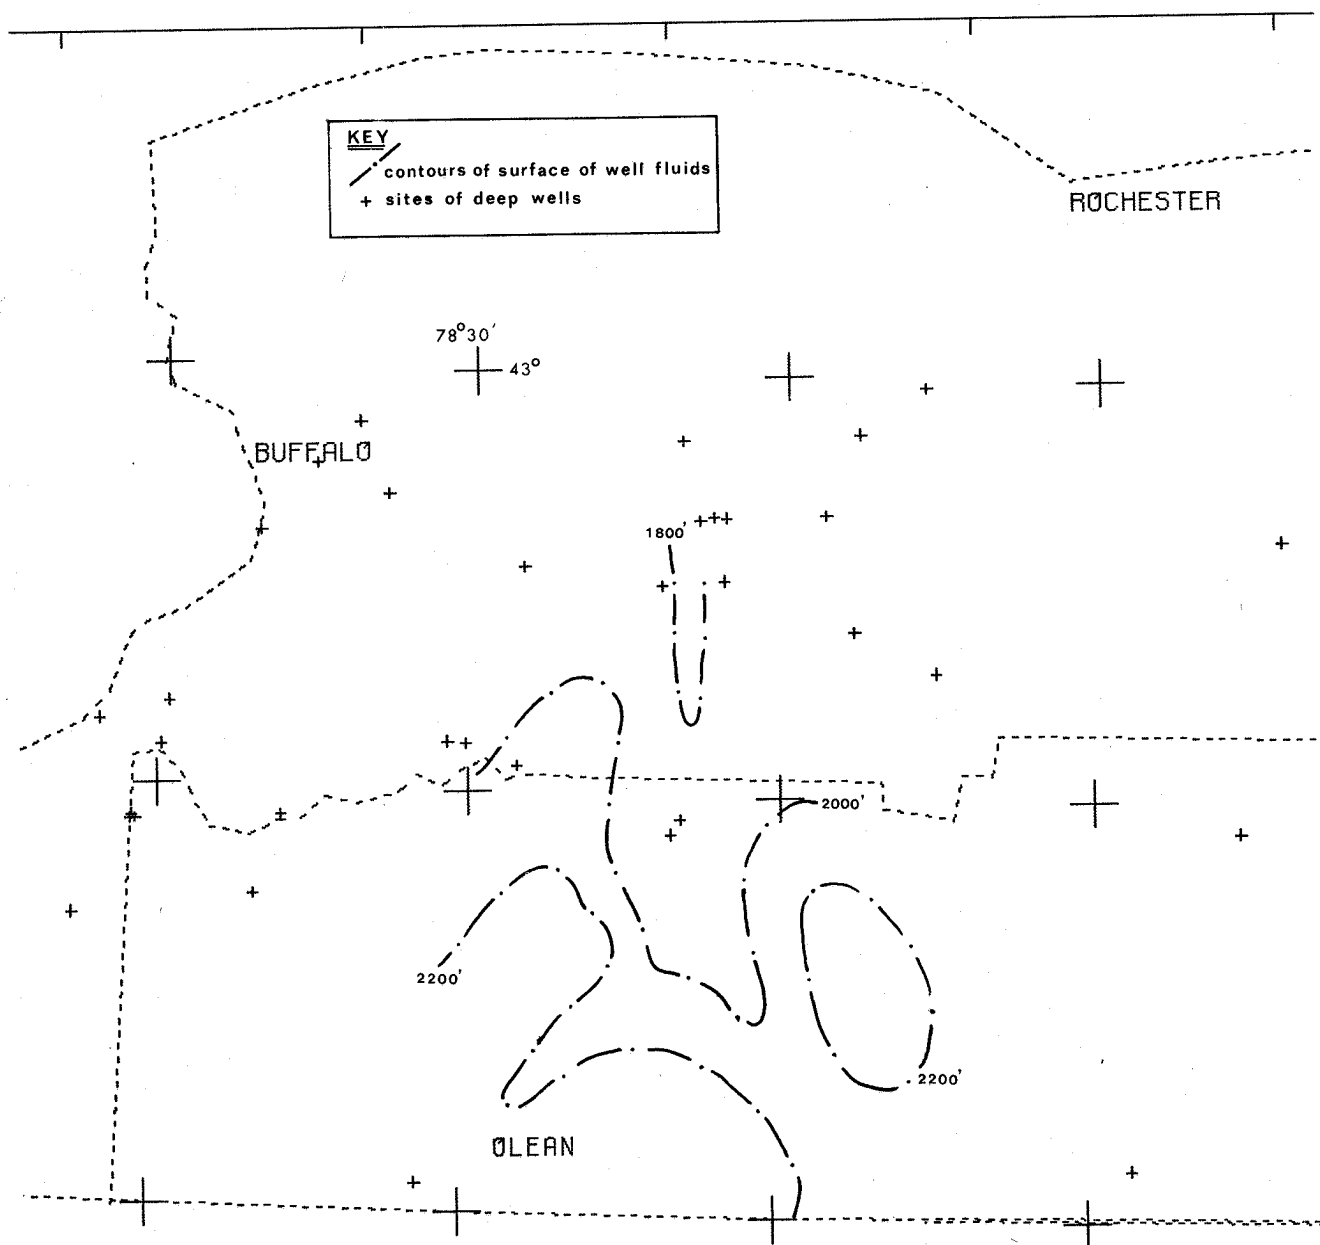 KEY
contours of surface of well fluids
+ sites of deep wells
ROCHESTER
78°30′
43°
BUFFALO
1800′
2000′
2200′
2200′
OLEAN